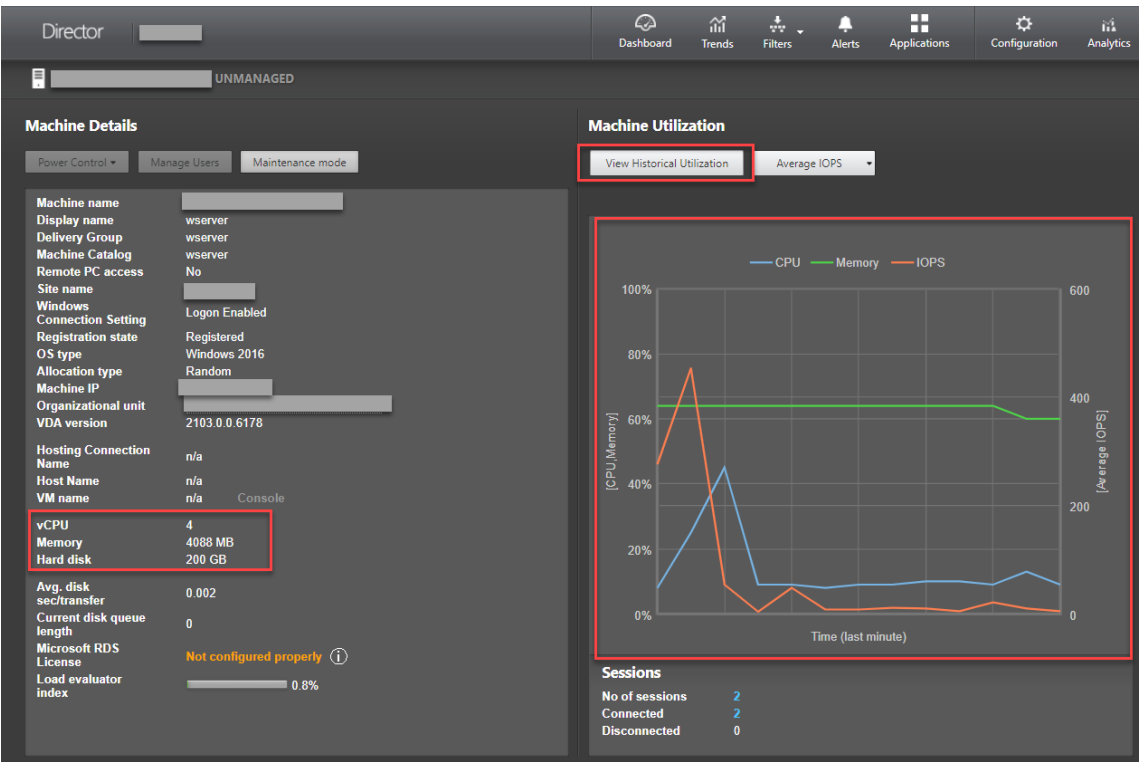 Director
Dashboard
Trends
Filters
Alerts
Applications
Configuration
Analytics
UNMANAGED
Machine Details
Power Control
Manage Users
Maintenance mode
Machine name
Display name wserver
Delivery Group wserver
Machine Catalog wserver
Remote PC access No
Site name
Windows
Connection Setting Logon Enabled
Registration state Registered
OS type Windows 2016
Allocation type Random
Machine IP
Organizational unit
VDA version 2103.0.0.6178
Hosting Connection
Name n/a
Host Name n/a
VM name n/a Console
vCPU 4
Memory 4088 MB
Hard disk 200 GB
Avg. disk
sec/transfer 0.002
Current disk queue
length 0
Microsoft RDS
License Not configured properly i
Load evaluator
index 0.8%
Machine Utilization
View Historical Utilization
Average IOPS
CPU Memory IOPS
100% 600
80%
400
60%
40%
200
20%
0% 0
[CPU,Memory]
[Average IOPS]
Time (last minute)
Sessions
No of sessions 2
Connected 2
Disconnected 0